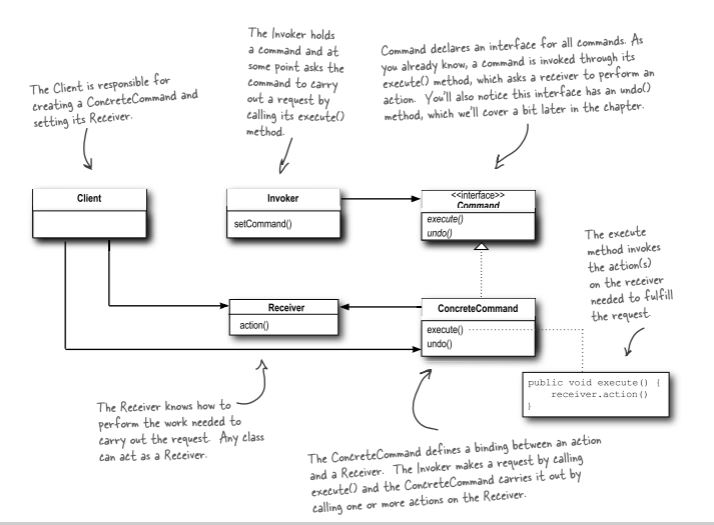 The Client is responsible for
creating a ConcreteCommand and
setting its Receiver.
The Invoker holds
a command and at
some point asks the
command to carry
out a request by
calling its execute()
method.
Command declares an interface for all commands. As
you already know, a command is invoked through its
execute() method, which asks a receiver to perform an
action. You'll also notice this interface has an undo()
method, which we'll cover a bit later in the chapter.
Client
Invoker
setCommand()
<<interface>>
Command
execute()
undo()
The execute
method invokes
the action(s)
on the receiver
needed to fulfill
the request.
Receiver
action()
ConcreteCommand
execute()
undo()
public void execute() {
receiver.action()
}
The Receiver knows how to
perform the work needed to
carry out the request. Any class
can act as a Receiver.
The ConcreteCommand defines a binding between an action
and a Receiver. The Invoker makes a request by calling
execute() and the ConcreteCommand carries it out by
calling one or more actions on the Receiver.